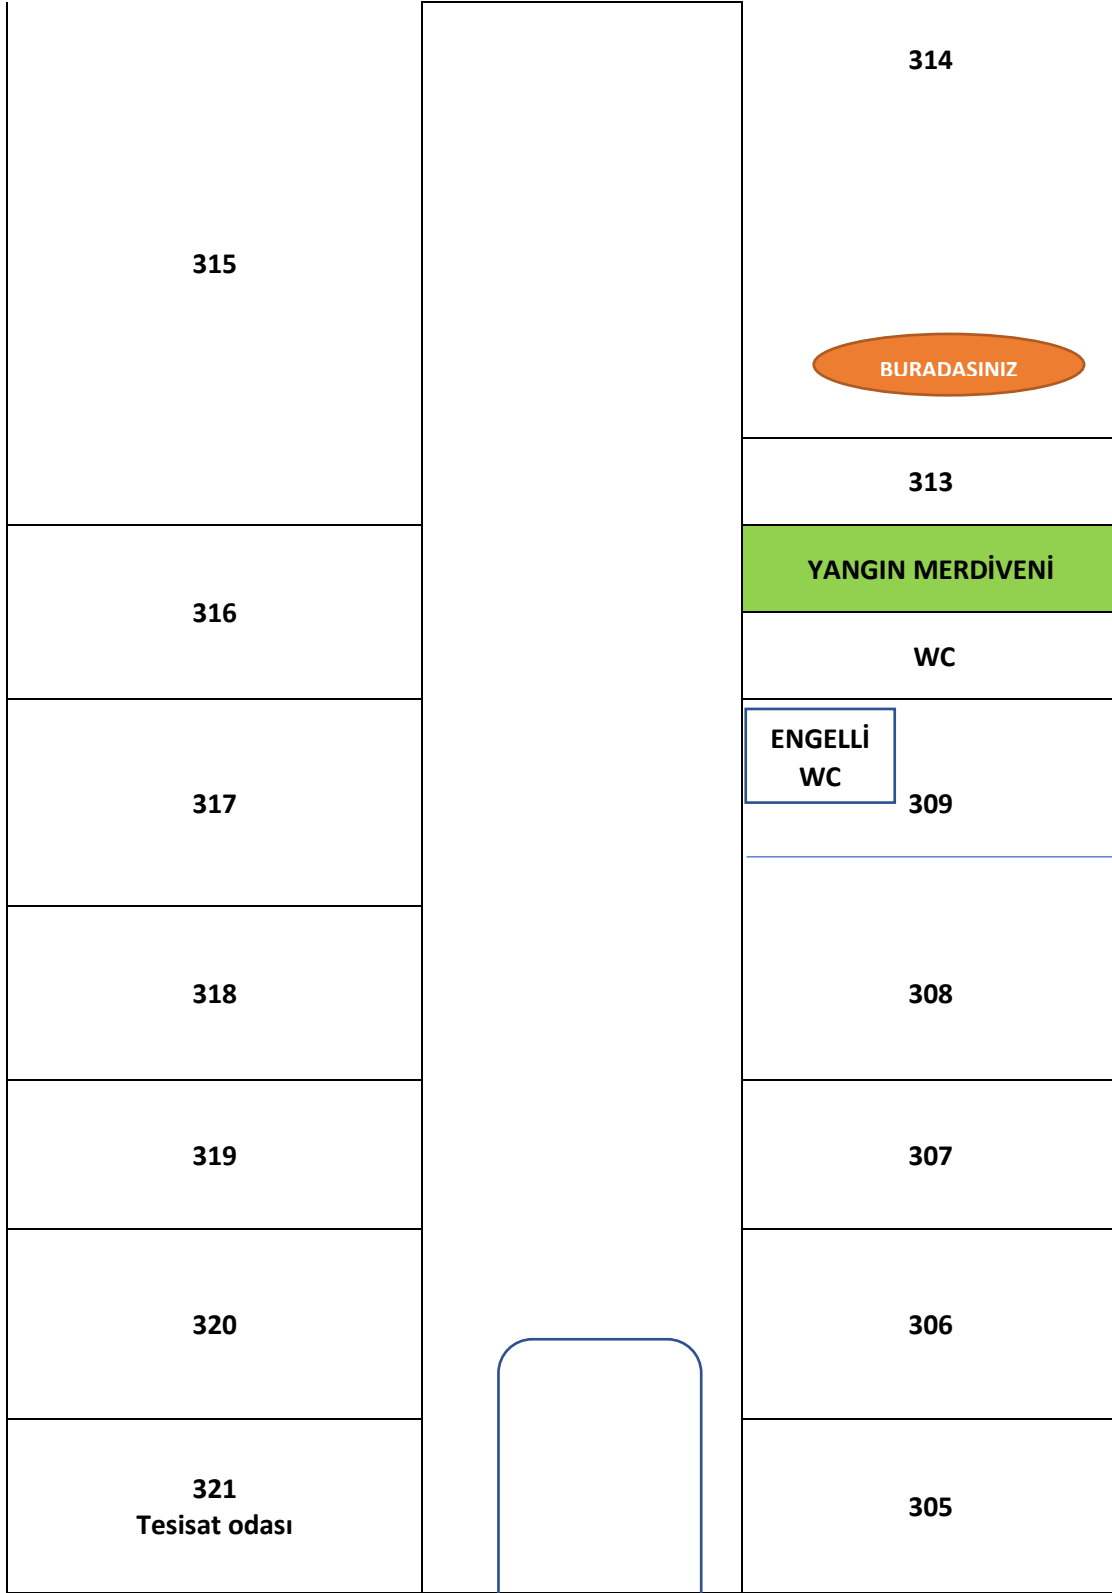 314
315
BURADASINIZ
313
YANGIN MERDİVENİ
316
WC
ENGELLİ
WC
317
309
318
308
319
307
320
306
321
Tesisat odası
305